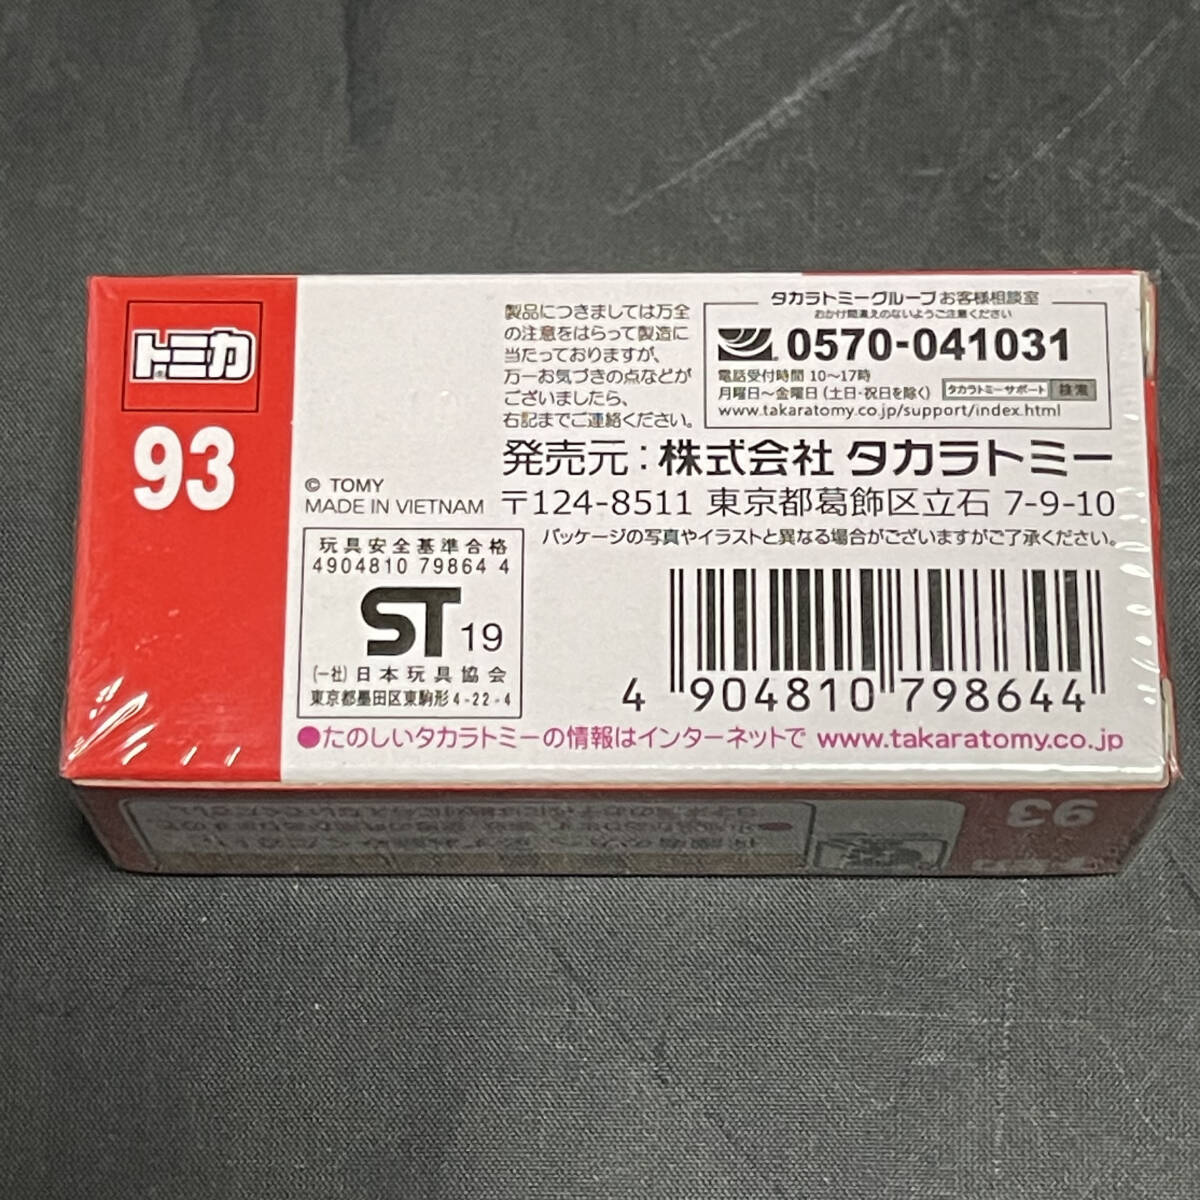 トミカ
93
© TOMY
MADE IN VIETNAM
玩具安全基準合格
4904810 79864 4
ST 19
(一社)日本玩具協会
東京都墨田区東駒形4-22-4
製品につきましては万全
の注意をはらって製造に
当たっておりますが、
万一お気づきの点などが
ございましたら、
右記までご連絡ください。
タカラトミーグループお客様相談室
おかけ間違えのないようご注意ください
0570-041031
電話受付時間 10～17時
月曜日～金曜日(土日・祝日を除く) タカラトミーサポート 検索
www.takaratomy.co.jp/support/index.html
発売元：株式会社 タカラトミー
〒124-8511 東京都葛飾区立石 7-9-10
パッケージの写真やイラストと異なる場合がございますがご了承ください。
4 904810 798644
●たのしいタカラトミーの情報はインターネットで www.takaratomy.co.jp
93